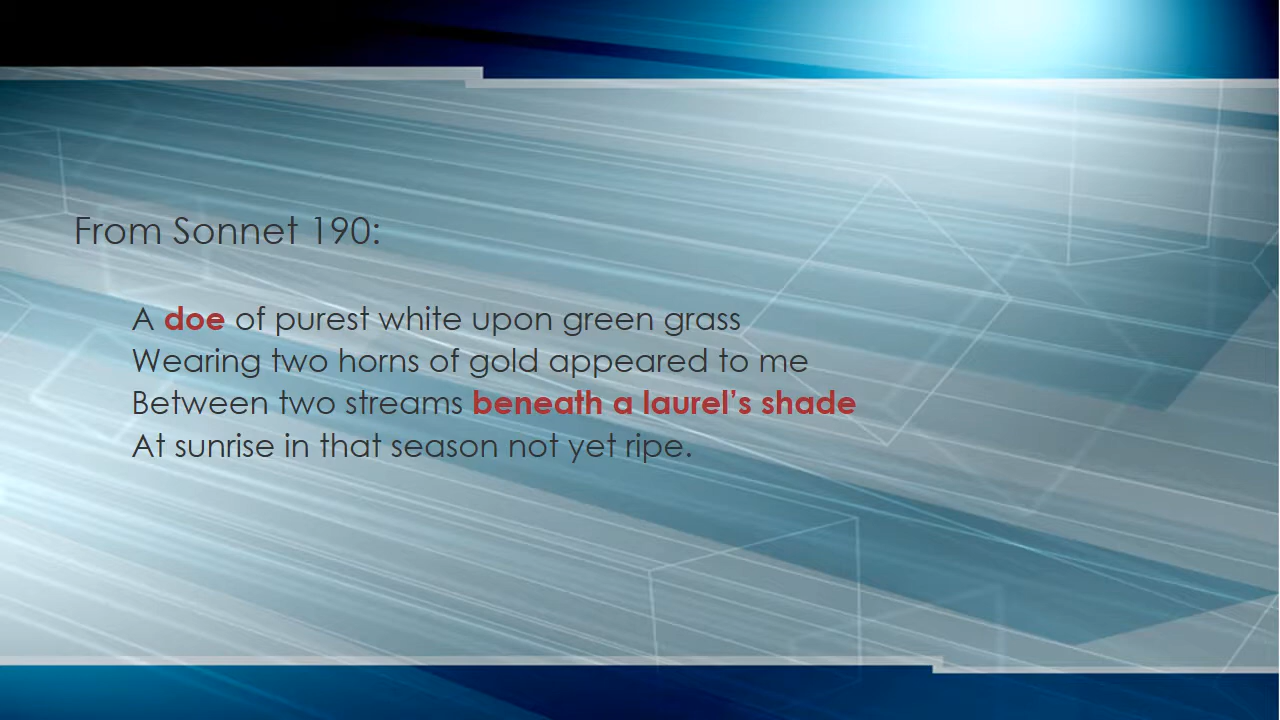 From Sonnet 190:
A doe of purest white upon green grass
Wearing two horns of gold appeared to me
Between two streams beneath a laurel’s shade
At sunrise in that season not yet ripe.